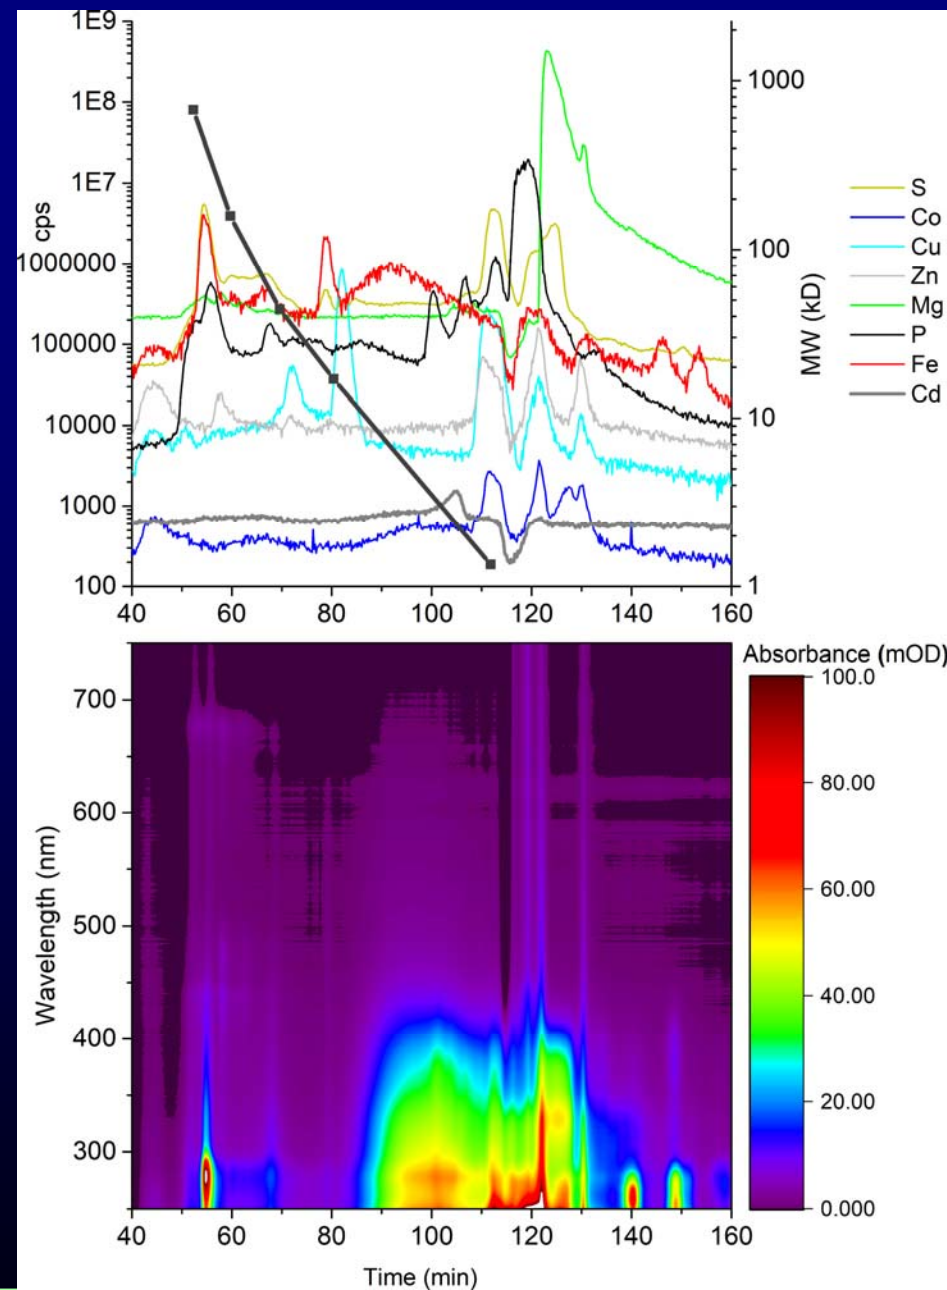 1E9
1E8
1E7
1000000
100000
10000
1000
100
cps
40 60 80 100 120 140 160
1000
100
10
1
MW (kD)
S
Co
Cu
Zn
Mg
P
Fe
Cd
700
600
500
400
300
Wavelength (nm)
40 60 80 100 120 140 160
Time (min)
Absorbance (mOD)
100.0
80.00
60.00
40.00
20.00
0.000